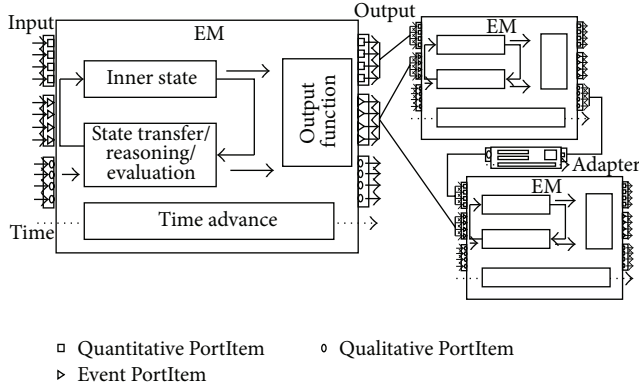 Input
EM
Output
EM
Inner state
State transfer/
reasoning/
evaluation
Output
function
Adapter
EM
Time advance
Time
Quantitative PortItem
Qualitative PortItem
Event PortItem